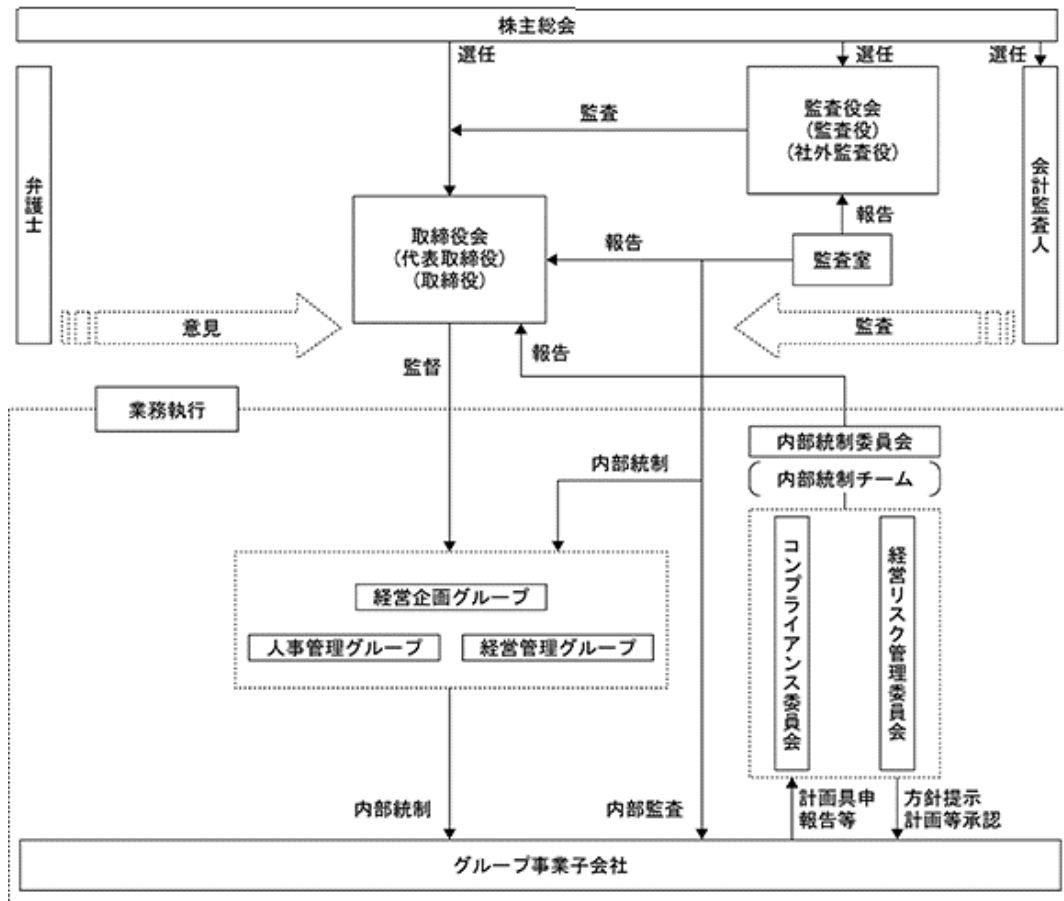 株主総会
選任
選任
選任
弁護士
監査
監査役会
(監査役)
(社外監査役)
会計監査人
取締役会
(代表取締役)
(取締役)
報告
報告
監査室
意見
監査
監督
報告
業務執行
内部統制委員会
内部統制チーム
内部統制
コンプライアンス委員会
経営リスク管理委員会
経営企画グループ
人事管理グループ
経営管理グループ
内部統制
内部監査
計画具申
報告等
方針提示
計画等承認
グループ事業子会社